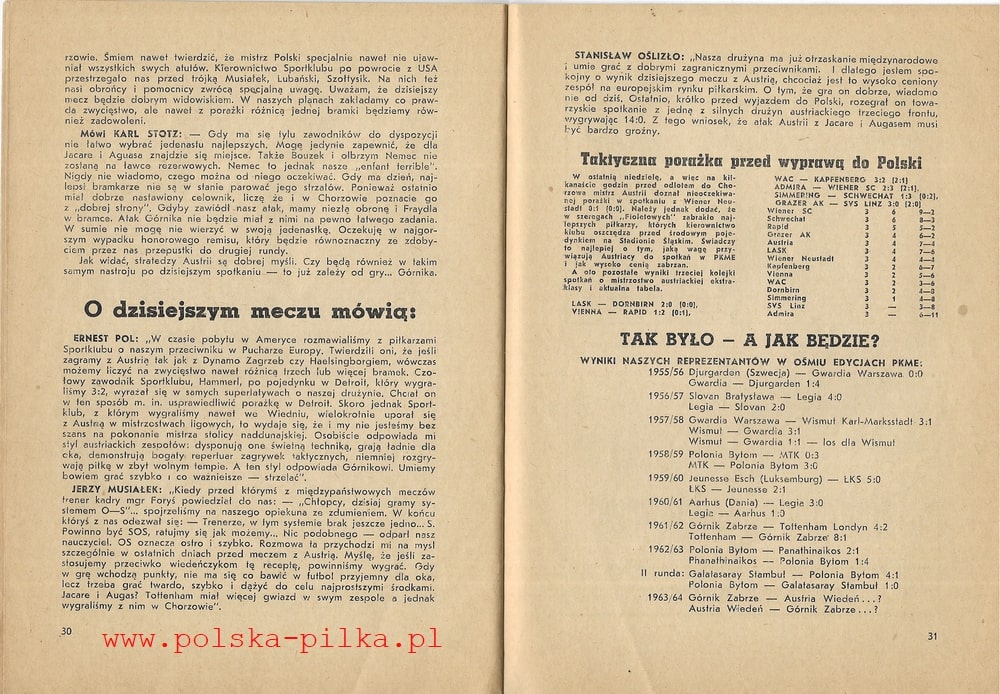 rzowie. Śmiem nawet twierdzić, że mistrz Polski specjalnie nawet nie ujaw-
niał wszystkich swych atutów. Kierownictwo Sportklubu po powrocie z USA
przestrzegało nas przed trójką Musiałek, Lubański, Szołtysik. Na nich też
nasi obrońcy i pomocnicy zwrócą specjalną uwagę. Uważam, że dzisiejszy
mecz będzie dobrym widowiskiem. W naszych planach zakładamy co praw-
da zwycięstwo, ale nawet z porażki różnicą jednej bramki będziemy rów-
nież zadowoleni.
Mówi KARL STOTZ: — Gdy ma się tylu zawodników do dyspozycji
nie łatwo wybrać jedenastu najlepszych. Mogę jedynie zapewnić, że dla
Jacare i Aguasa znajdzie się miejsce. Także Bouzek i olbrzym Nemec nie
zostaną na ławce rezerwowych. Nemec to jednak nasze „enfant terrible".
Nigdy nie wiadomo, czego można od niego oczekiwać. Gdy ma dzień, naj-
lepsi bramkarze nie są w stanie parować jego strzałów. Ponieważ ostatnio
miał dobrze nastawiony celownik, liczę że i w Chorzowie poznacie go
z „dobrej strony". Gdyby zawiódł nasz atak, mamy niezłą obronę i Fraydla
w bramce. Atak Górnika nie będzie miał z nimi na pewno łatwego zadania.
W sumie nie mogę nie wierzyć w swoją jedenastkę. Oczekuję w najgor-
szym wypadku honorowego remisu, który będzie równoznaczny ze zdoby-
ciem przez nas przepustki do drugiej rundy.
Jak widać, stratedzy Austrii są dobrej myśli. Czy będą również w takim
samym nastroju po dzisiejszym spotkaniu — to już zależy od gry... Górnika.
O dzisiejszym meczu mówią:
ERNEST POL: „W czasie pobytu w Ameryce rozmawialiśmy z piłkarzami
Sportklubu o naszym przeciwniku w Pucharze Europy. Twierdzili oni, że jeśli
zagramy z Austrią tak jak z Dynamo Zagrzeb czy Haelsingborgiem, wówczas
możemy liczyć na zwycięstwo nawet różnicą trzech lub więcej bramek. Czo-
łowy zawodnik Sportklubu, Hammerl, po pojedynku w Detroit, który wygra-
liśmy 3:2, wyrażał się w samych superlatywach o naszej drużynie. Chciał on
w ten sposób m. in. usprawiedliwić porażkę w Detroit. Skoro jednak Sport-
klub, z którym wygraliśmy nawet we Wiedniu, wielokrotnie uporał się
z Austrią w mistrzostwach ligowych, to wydaje się, że i my nie jesteśmy bez
szans na pokonanie mistrza stolicy naddunajskiej. Osobiście odpowiada mi
styl austriackich zespołów: dysponują one świetną techniką, grają ładnie dla
oka, demonstrują bogaty repertuar zagrywek taktycznych, niemniej rozgry-
wają piłkę w zbyt wolnym tempie. A ten styl odpowiada Górnikowi. Umiemy
bowiem grać szybko i co ważniejsze — strzelać".
JERZY MUSIAŁEK: „Kiedy przed którymś z międzypaństwowych meczów
trener kadry mgr Foryś powiedział do nas: — „Chłopcy, dzisiaj gramy sy-
stemem O—S"... spojrzeliśmy na naszego opiekuna ze zdumieniem. W końcu
któryś z nas odezwał się: — Trenerze, w tym systemie brak jeszcze jedno... S.
Powinno być SOS, ratujmy się jak możemy... Nic podobnego — odparł nasz
nauczyciel. OS oznacza ostro i szybko. Rozmowa ta przychodzi mi na myśl
szczególnie w ostatnich dniach przed meczem z Austrią. Myślę, że jeśli za-
stosujemy przeciwko wiedeńczykom tę receptę, powinniśmy wygrać. Gdy
w grę wchodzą punkty, nie ma się co bawić w futbol przyjemny dla oka,
lecz trzeba grać twardo, szybko i dążyć do celu najprostszymi środkami.
Jacare i Augas? Tottenham miał więcej gwiazd w swym zespole a jednak
wygraliśmy z nim w Chorzowie".
30
www.polska-pilka.pl
STANISŁAW OŚLIZŁO: „Nasza drużyna ma już otrzaskanie międzynarodowe
i umie grać z dobrymi zagranicznymi przeciwnikami. I dlatego jestem spo-
kojny o wynik dzisiejszego meczu z Austrią, chociaż jest to wysoko ceniony
zespół na europejskim rynku piłkarskim. O tym, że gra on dobrze, wiadomo
nie od dziś. Ostatnio, krótko przed wyjazdem do Polski, rozegrał on towa-
rzyskie spotkanie z jedną z silnych drużyn austriackiego trzeciego frontu,
wygrywając 14:0. Z tego wniosek, że atak Austrii z Jacare i Augasem musi
być bardzo groźny.
Taktyczna porażka przed wyprawą do Polski
W ostatnią niedzielę, a więc na kil-
kanaście godzin przed odlotem do Cho-
rzowa mistrz Austrii doznał nieoczekiwa-
nej porażki w spotkaniu z Wiener Neu-
stadt 0:1 (0:0). Należy jednak dodać, że
w szeregach „Fioletowych" zabrakło naj-
lepszych piłkarzy, których kierownictwo
klubu oszczędza przed środowym poje-
dynkiem na Stadionie Śląskim. Świadczy
to najlepiej o tym, jaką wagę przy-
wiązują Austriacy do spotkań w PKME
i jak wysoko cenią zabrzan.
A oto pozostałe wyniki trzeciej kolejki
spotkań o mistrzostwo austriackiej ekstra-
klasy i aktualna tabela.
LASK — DORNBIRN 2:0 (0:0),
VIENNA — RAPID 1:2 (0:1),
WAC — KAPFENBERG 3:2 (2:1)
ADMIRA — WIENER SC 2:3 (2:1),
SIMMERING — SCHWECHAT 1:3 (0:2),
GRAZER AK — SVS LINZ 3:0 (2:0)
Wiener SC 3 6 9—2
Schwechat 3 6 8—3
Rapid 3 5 5—2
Grazer AK 3 4 6—2
Austria 3 4 7—4
LASK 3 4 7—6
Wiener Neustadt 3 4 4—4
Kapfenberg 3 2 6—7
Vienna 3 2 5—6
WAC 3 2 3—6
Dornbirn 3 2 4—8
Simmering 3 1 4—8
SVS Linz 3 — 3—8
Admira 3 — 6—11
TAK BYŁO – A JAK BĘDZIE?
WYNIKI NASZYCH REPREZENTANTÓW W OŚMIU EDYCJACH PKME:
1955/56 Djurgarden (Szwecja) — Gwardia Warszawa 0:0
Gwardia — Djurgarden 1:4
1956/57 Slovan Bratysława — Legia 4:0
Legia — Slovan 2:0
1957/58 Gwardia Warszawa — Wismut Karl-Marksstadt 3:1
Wismut — Gwardia 3:1
Wismut — Gwardia 1:1 — los dla Wismut
1958/59 Polonia Bytom — MTK 0:3
MTK — Polonia Bytom 3:0
1959/60 Jeunesse Esch (Luksemburg) — ŁKS 5:0
ŁKS — Jeunesse 2:1
1960/61 Aarhus (Dania) — Legia 3:0
Legia — Aarhus 1:0
1961/62 Górnik Zabrze — Tottenham Londyn 4:2
Tottenham — Górnik Zabrze 8:1
1962/63 Polonia Bytom — Panathinaikos 2:1
Phanathinaikos — Polonia Bytom 1:4
II runda: Galatasaray Stambuł — Polonia Bytom 4:1
Polonia Bytom — Galatasaray Stambuł 1:0
1963/64 Górnik Zabrze — Austria Wiedeń...?
Austria Wiedeń — Górnik Zabrze...?
31